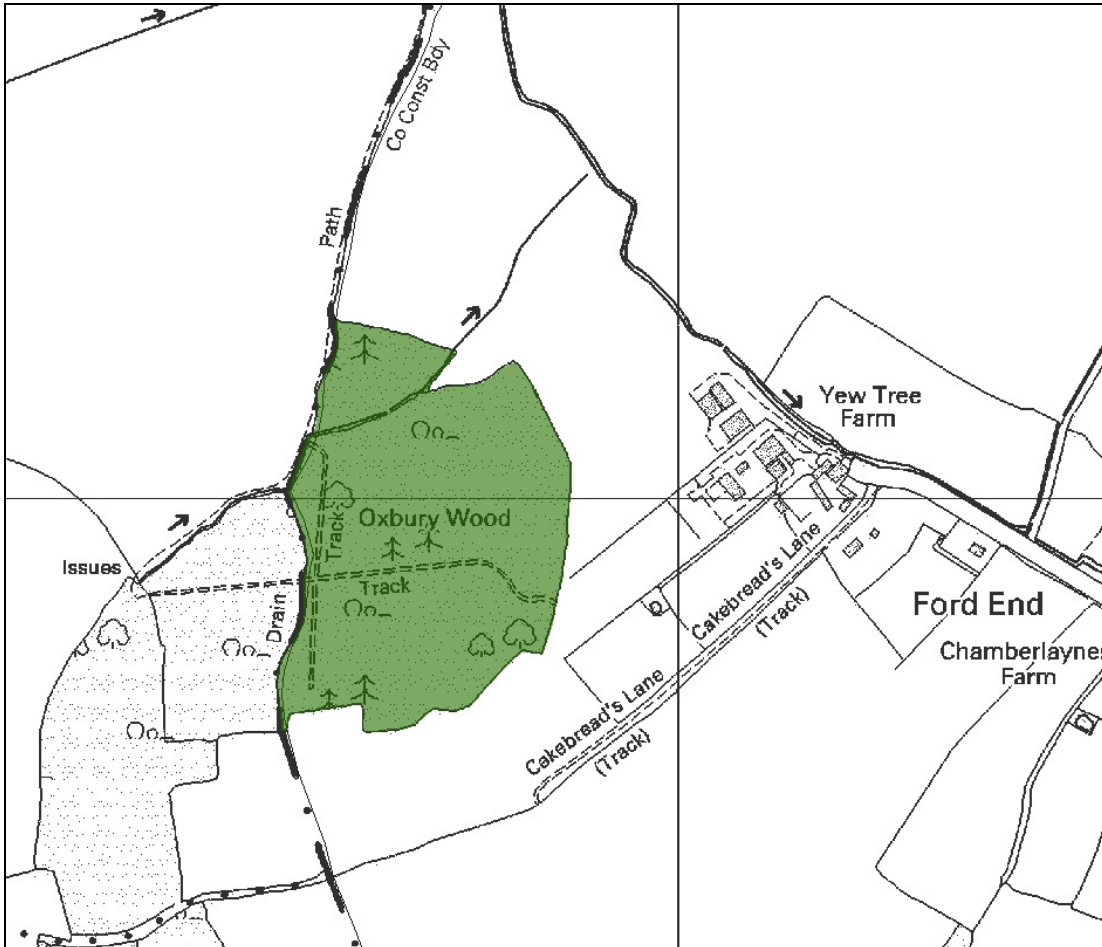 Co Const Bdy
Path
Yew Tree
Farm
Oxbury Wood
Track
Issues
Track
Drain
Cakebread's Lane
(Track)
Ford End
Chamberlaynes
Farm
Cakebread's Lane
(Track)